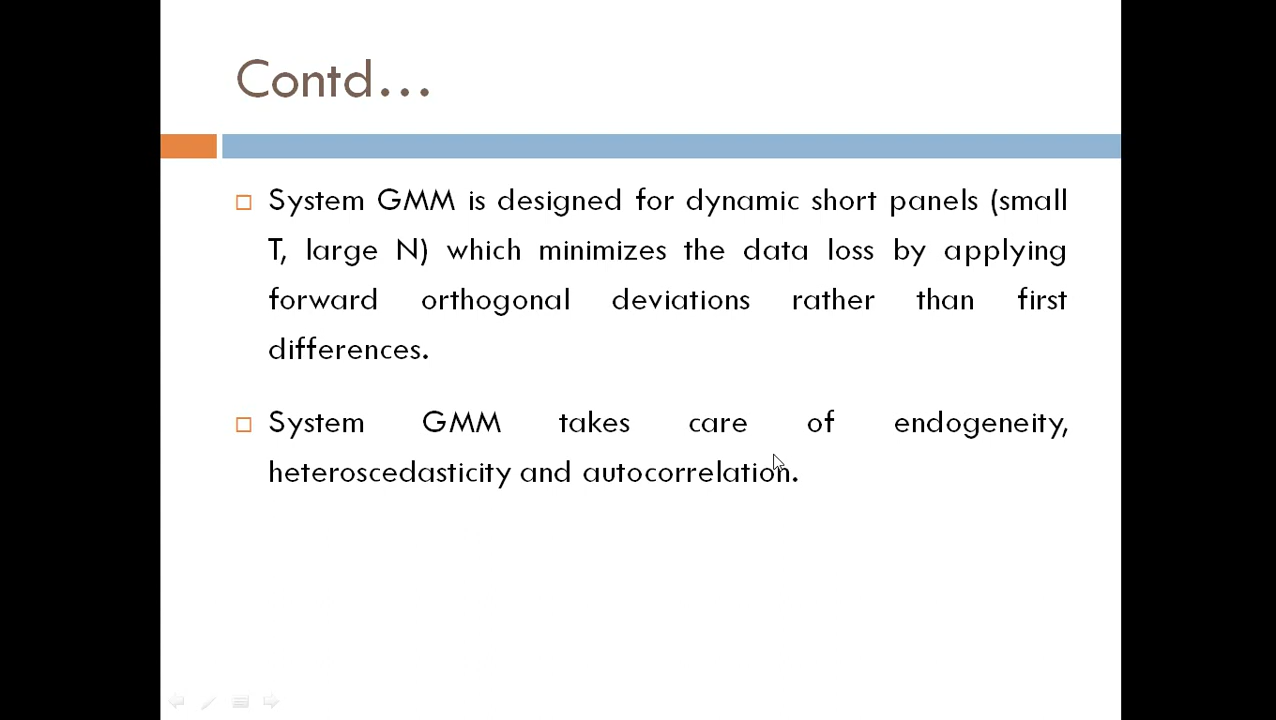 Contd...
System GMM is designed for dynamic short panels (small
T, large N) which minimizes the data loss by applying
forward orthogonal deviations rather than first
differences.
System GMM takes care of endogeneity,
heteroscedasticity and autocorrelation.